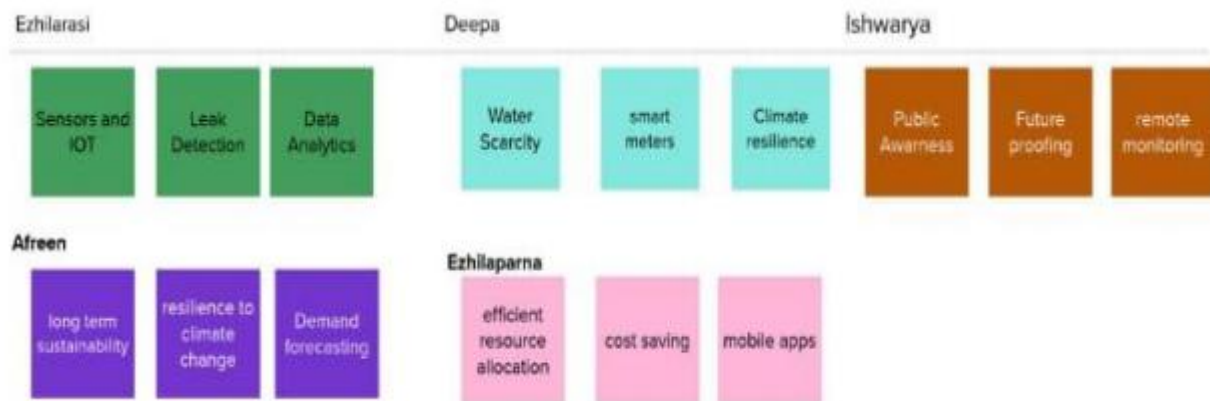 Ezhilarasi
Deepa
Ishwarya
Sensors and
IOT
Leak
Detection
Data
Analytics
Water
Scarcity
smart
meters
Climate
resilience
Public
Awarness
Future
proofing
remote
monitoring
Afreen
long term
sustainability
resilience to
climate
change
Demand
forecasting
Ezhilaparna
efficient
resource
allocation
cost saving
mobile apps